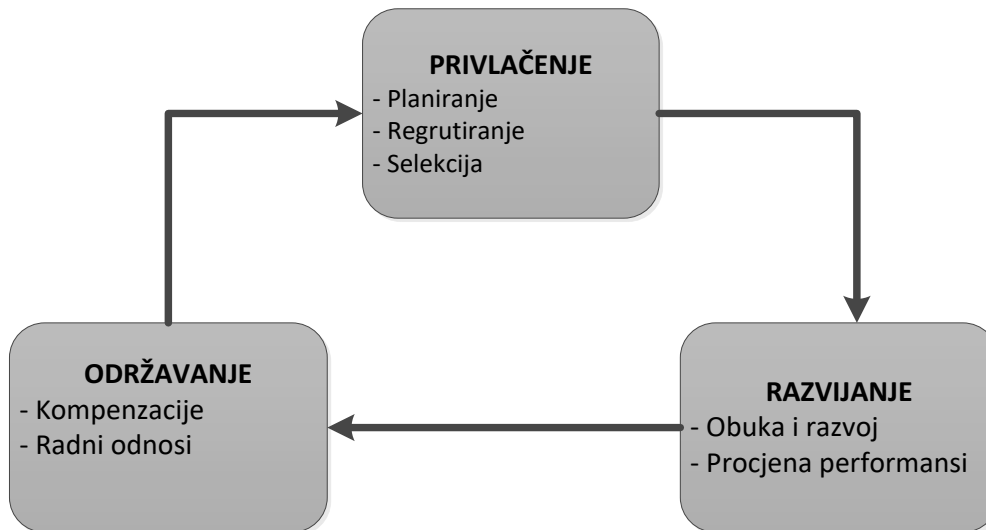 PRIVLAČENJE
- Planiranje
- Regrutiranje
- Selekcija
ODRŽAVANJE
- Kompenzacije
- Radni odnosi
RAZVIJANJE
- Obuka i razvoj
- Procjena performansi